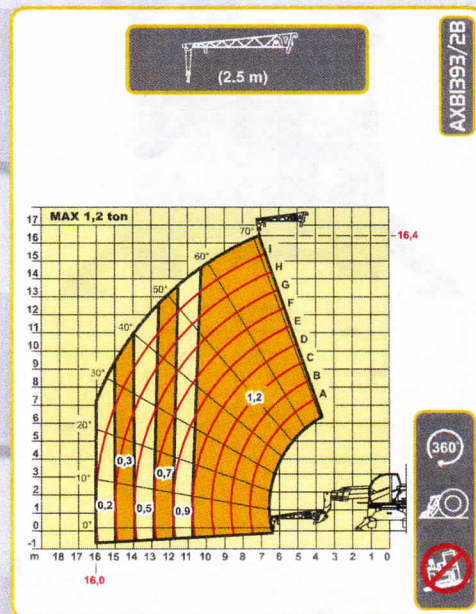 (2.5 m)
AXB1393/2B
MAX 1,2 ton
17
16
15
14
13
12
11
10
9
8
7
6
5
4
3
2
1
0
-1
70°
60°
50°
40°
30°
20°
10°
0°
I
H
G
F
E
D
C
B
A
16,4
1,2
0,3
0,7
0,2
0,5
0,9
m 18 17 16 15 14 13 12 11 10 9 8 7 6 5 4 3 2 1 0
16,0
360°